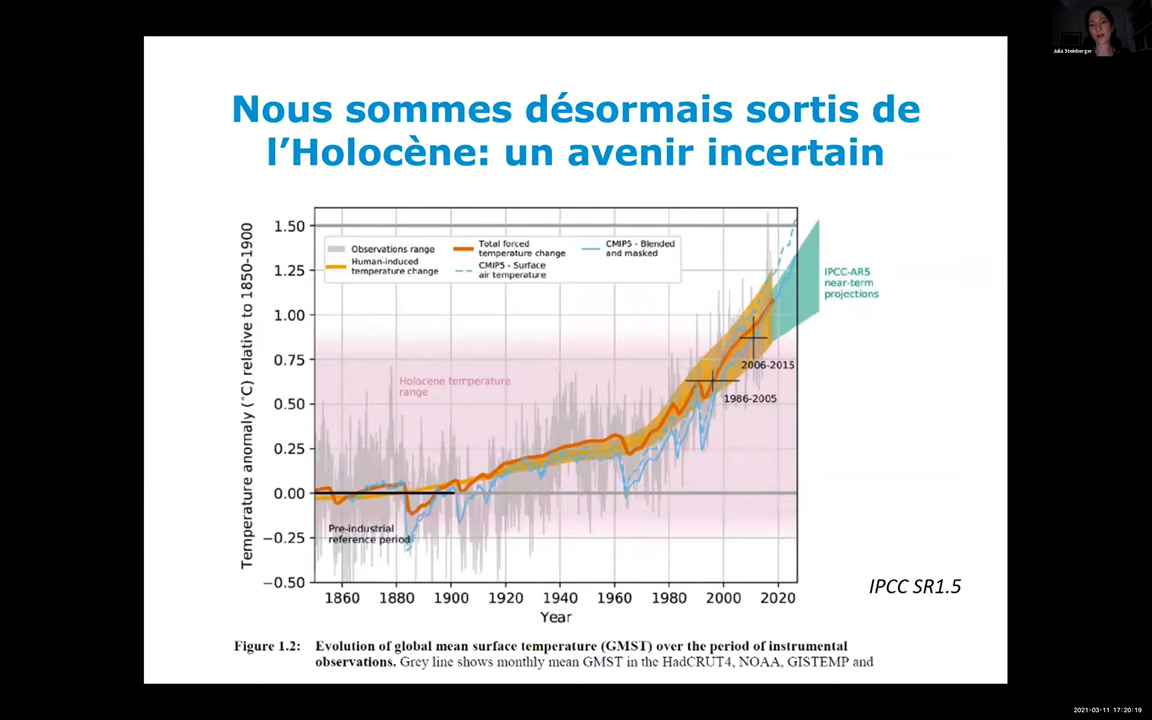 Julia Steinberger
Nous sommes désormais sortis de
l’Holocène: un avenir incertain
Temperature anomaly (°C) relative to 1850-1900
1.50
1.25
1.00
0.75
0.50
0.25
0.00
−0.25
−0.50
Observations range
Human-induced
temperature change
Total forced
temperature change
CMIP5 - Surface
air temperature
CMIP5 - Blended
and masked
IPCC-AR5
near-term
projections
Holocene temperature
range
2006-2015
1986-2005
Pre-industrial
reference period
1860 1880 1900 1920 1940 1960 1980 2000 2020
Year
IPCC SR1.5
Figure 1.2: Evolution of global mean surface temperature (GMST) over the period of instrumental
observations. Grey line shows monthly mean GMST in the HadCRUT4, NOAA, GISTEMP and
2021-03-11 17:20:19